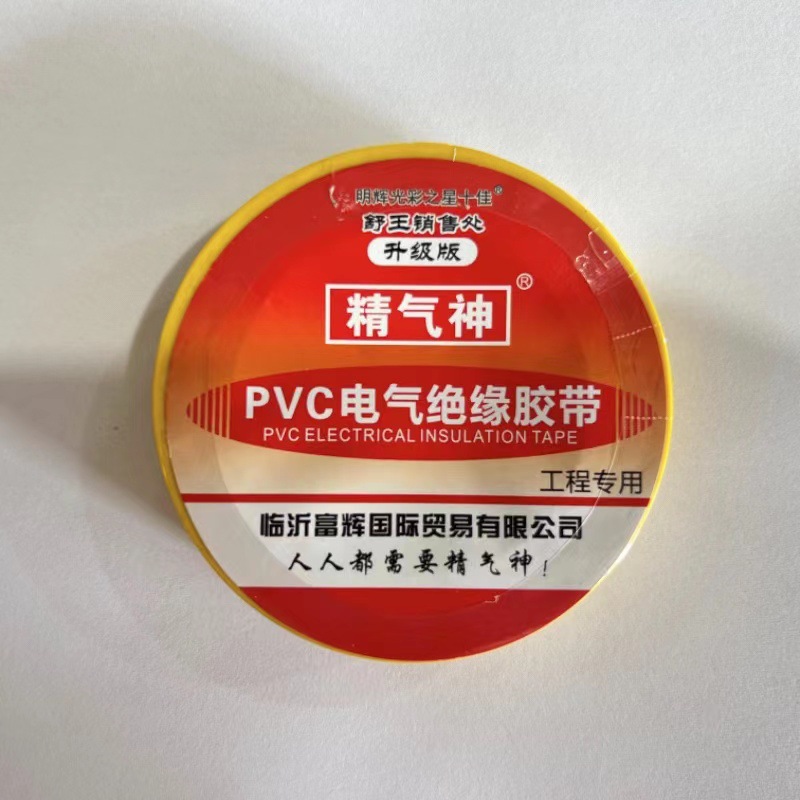 明辉光彩之星十佳®
舒王销售处
升级版
精气神®
PVC电气绝缘胶带
PVC ELECTRICAL INSULATION TAPE
工程专用
临沂富辉国际贸易有限公司
人人都需要精气神!